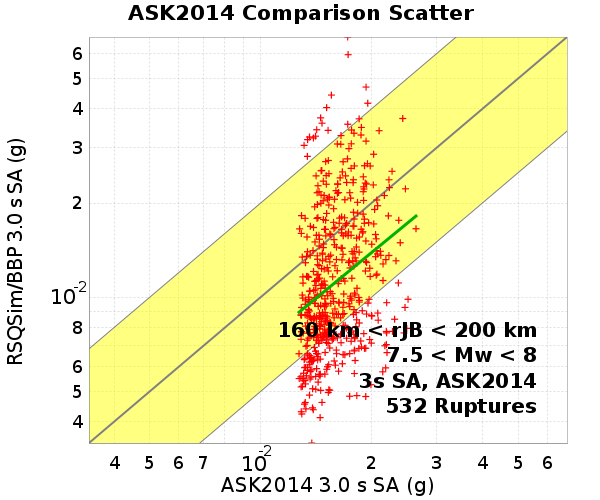 ASK2014 Comparison Scatter
RSQSim/BBP 3.0 s SA (g)
6
5
4
3
2
10-2
8
6
5
4
160 km < rJB < 200 km
7.5 < Mw < 8
3s SA, ASK2014
532 Ruptures
4 5 6 7 10-2 2 3 4 5 6
ASK2014 3.0 s SA (g)